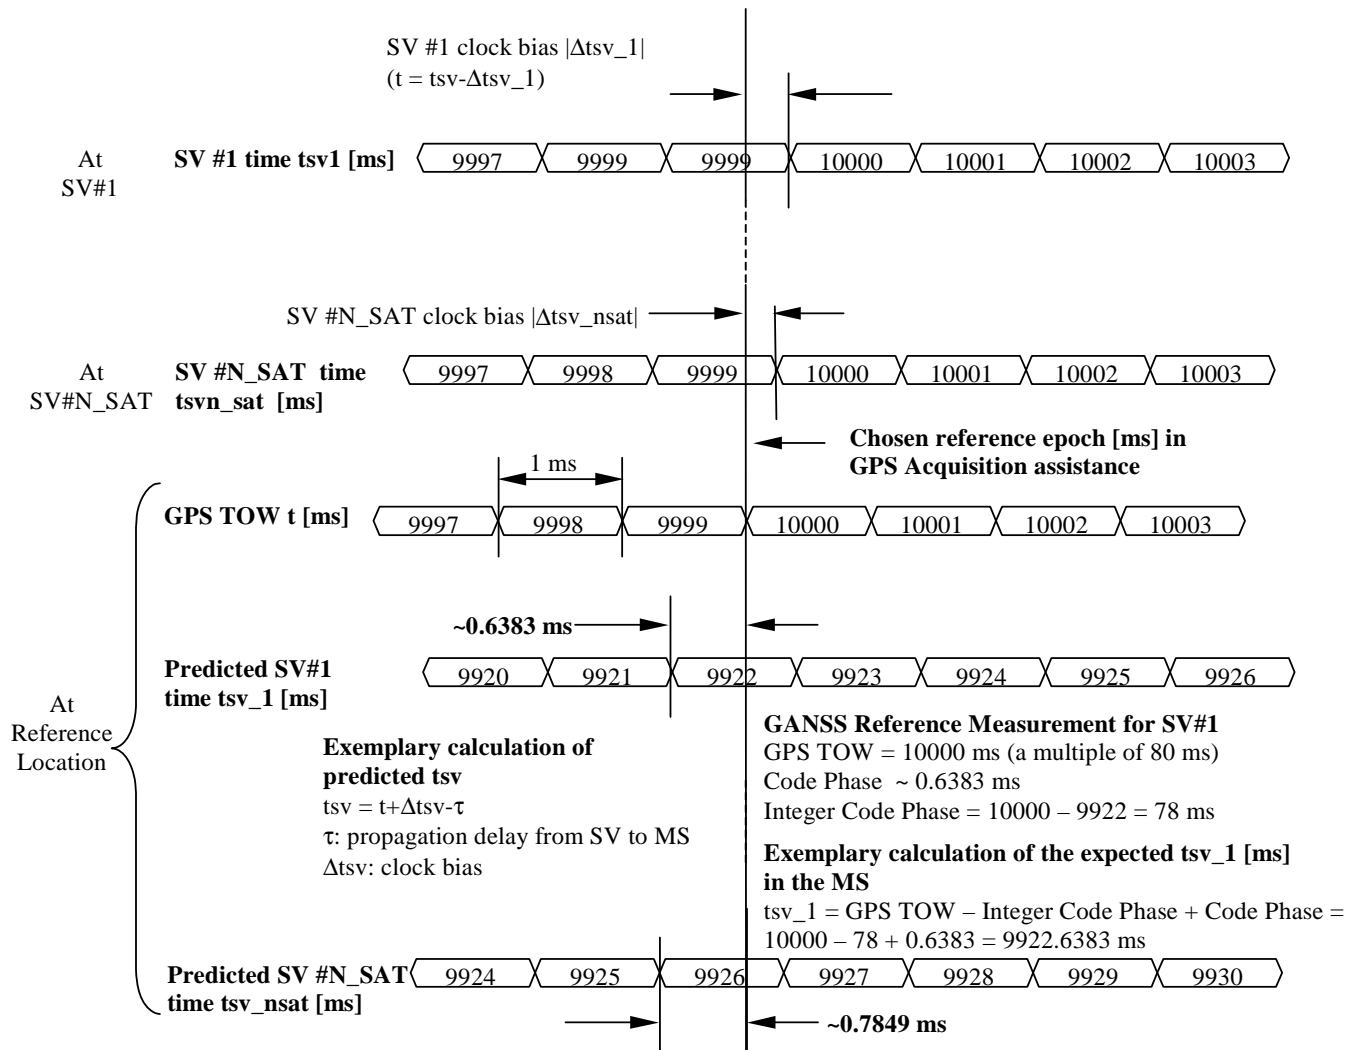 SV #1 clock bias |Δtsv_1|
(t = tsv-Δtsv_1)
At
SV#1
SV #1 time tsv1 [ms]
9997 9999 9999 10000 10001 10002 10003
SV #N_SAT clock bias |Δtsv_nsat|
At
SV#N_SAT
SV #N_SAT time
tsvn_sat [ms]
9997 9998 9999 10000 10001 10002 10003
Chosen reference epoch [ms] in
GPS Acquisition assistance
1 ms
GPS TOW t [ms]
9997 9998 9999 10000 10001 10002 10003
~0.6383 ms
At
Reference
Location
Predicted SV#1
time tsv_1 [ms]
9920 9921 9922 9923 9924 9925 9926
Exemplary calculation of
predicted tsv
tsv = t+Δtsv-τ
τ: propagation delay from SV to MS
Δtsv: clock bias
GANSS Reference Measurement for SV#1
GPS TOW = 10000 ms (a multiple of 80 ms)
Code Phase ~ 0.6383 ms
Integer Code Phase = 10000 – 9922 = 78 ms
Exemplary calculation of the expected tsv_1 [ms]
in the MS
tsv_1 = GPS TOW – Integer Code Phase + Code Phase =
10000 – 78 + 0.6383 = 9922.6383 ms
Predicted SV #N_SAT
time tsv_nsat [ms]
9924 9925 9926 9927 9928 9929 9930
~0.7849 ms